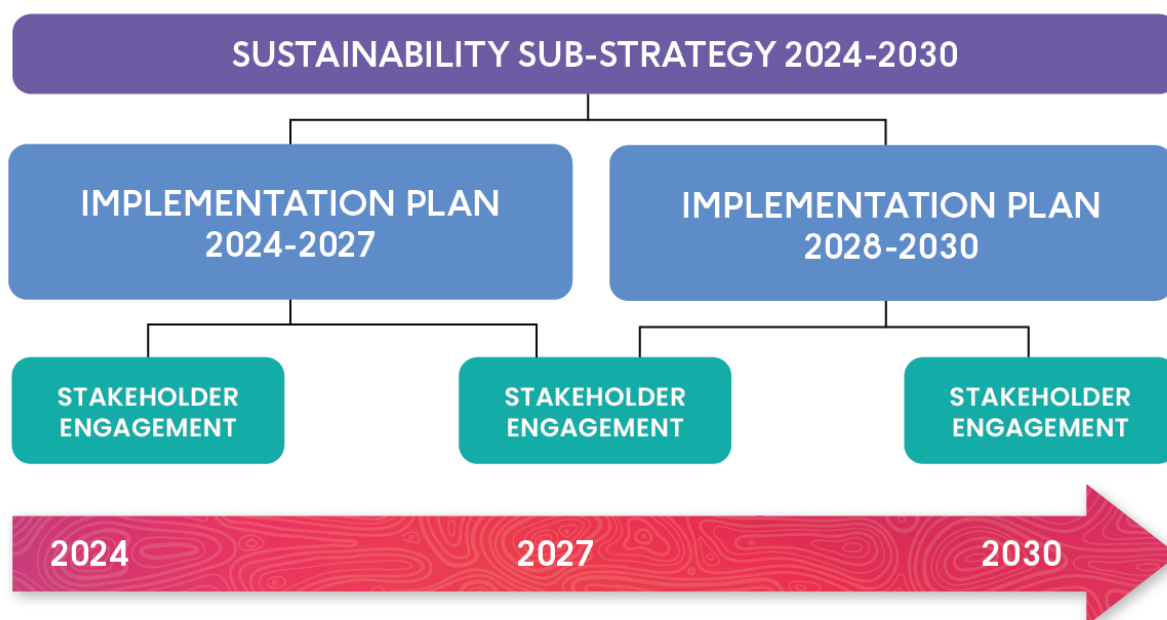 SUSTAINABILITY SUB-STRATEGY 2024-2030
IMPLEMENTATION PLAN
2024-2027
IMPLEMENTATION PLAN
2028-2030
STAKEHOLDER
ENGAGEMENT
STAKEHOLDER
ENGAGEMENT
STAKEHOLDER
ENGAGEMENT
2024
2027
2030